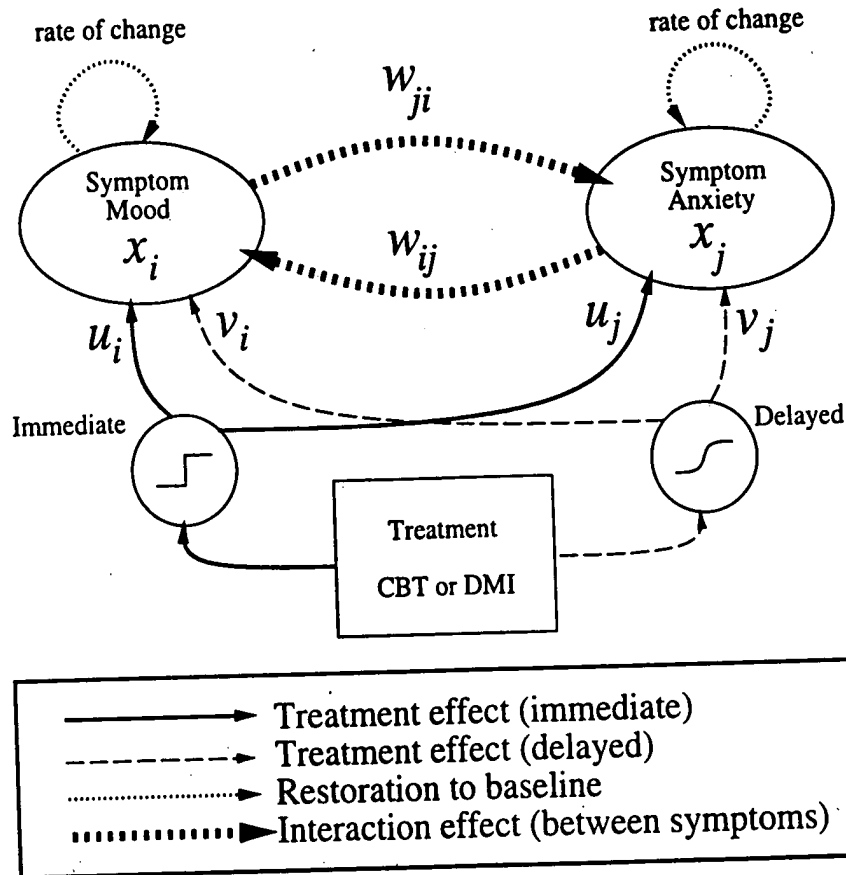 rate of change
rate of change
w_ji
Symptom
Mood
x_i
Symptom
Anxiety
x_j
w_ij
u_i
v_i
u_j
v_j
Immediate
Delayed
Treatment
CBT or DMI
Treatment effect (immediate)
Treatment effect (delayed)
Restoration to baseline
Interaction effect (between symptoms)